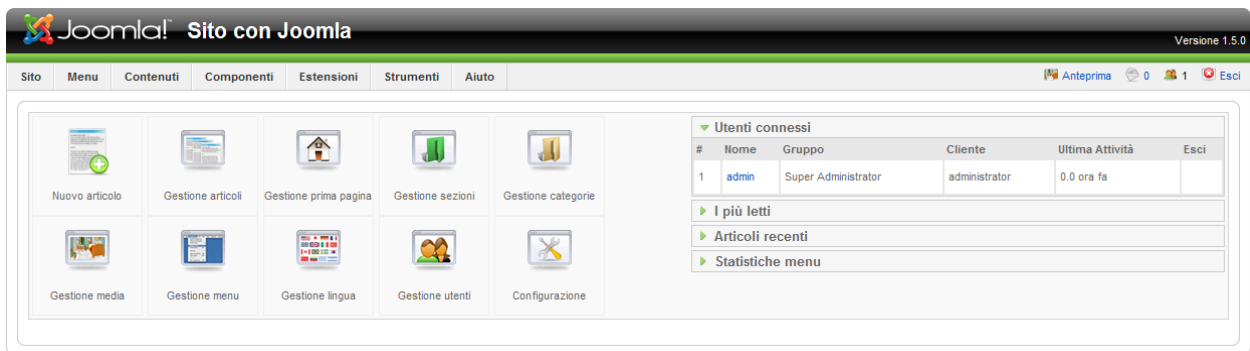 Joomla!™ Sito con Joomla
Versione 1.5.0
Sito Menu Contenuti Componenti Estensioni Strumenti Aiuto Anteprima 0 1 Esci
Nuovo articolo Gestione articoli Gestione prima pagina Gestione sezioni Gestione categorie
Gestione media Gestione menu Gestione lingua Gestione utenti Configurazione
Utenti connessi
# Nome Gruppo Cliente Ultima Attività Esci
1 admin Super Administrator administrator 0.0 ora fa
I più letti
Articoli recenti
Statistiche menu